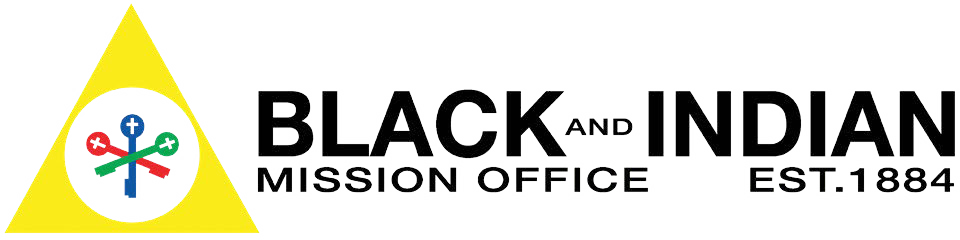 BLACK AND INDIAN
MISSION OFFICE EST.1884